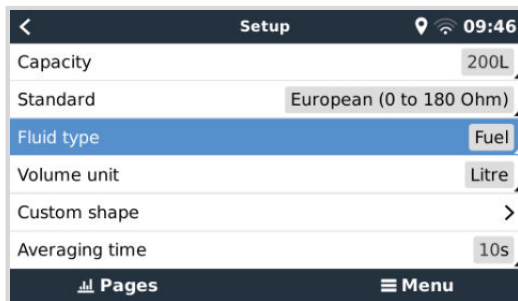 Setup 09:46
Capacity 200L
Standard European (0 to 180 Ohm)
Fluid type Fuel
Volume unit Litre
Custom shape
Averaging time 10s
Pages Menu